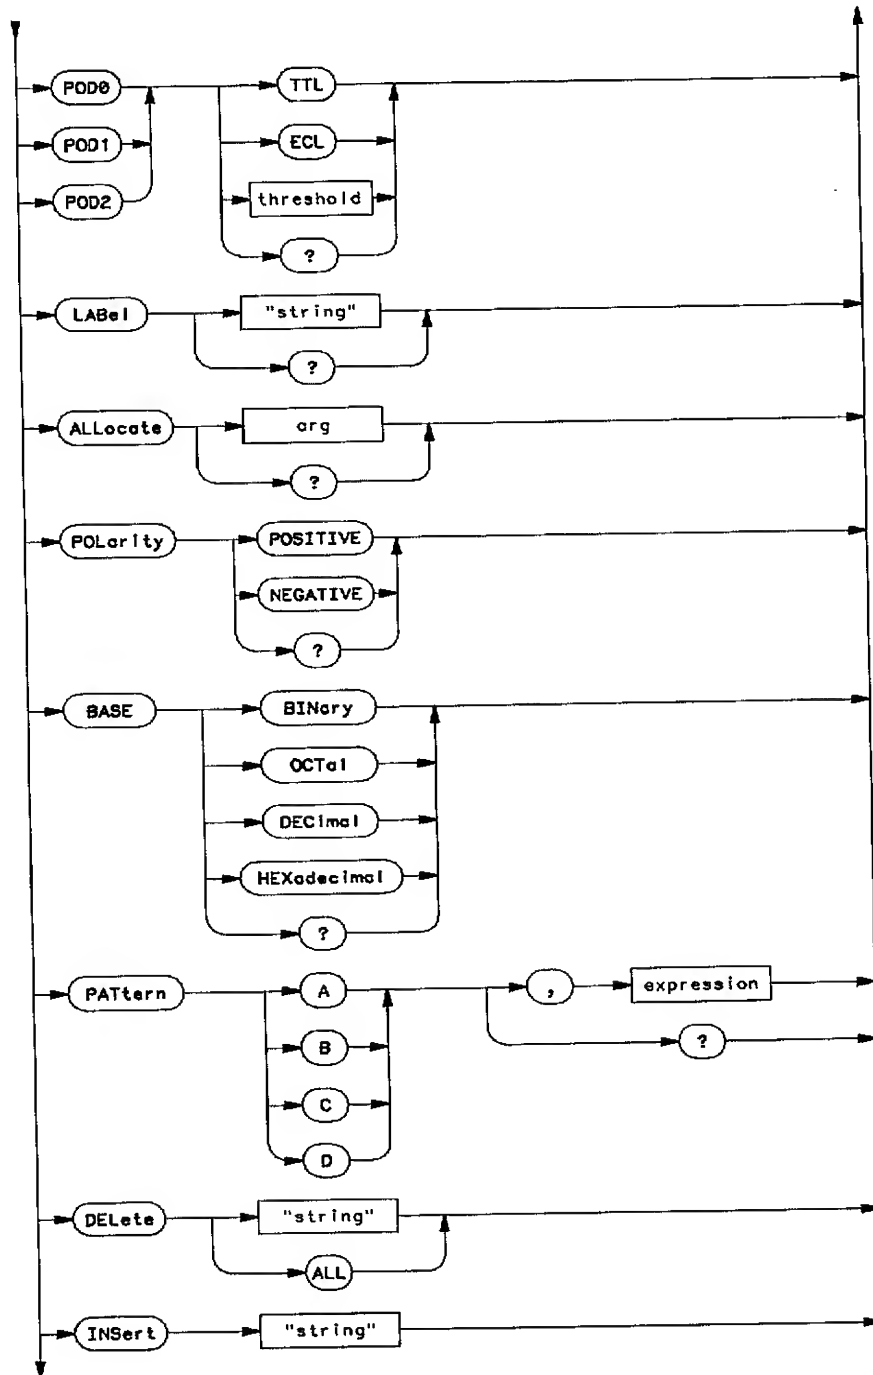 POD0 TTL
POD1 ECL
POD2 threshold
?
LABel "string"
?
ALLocate arg
?
POLarity POSITIVE
NEGATIVE
?
BASE BINary
OCTal
DECimal
HEXadecimal
?
PATtern A , expression
B ?
C
D
DELete "string"
ALL
INSert "string"